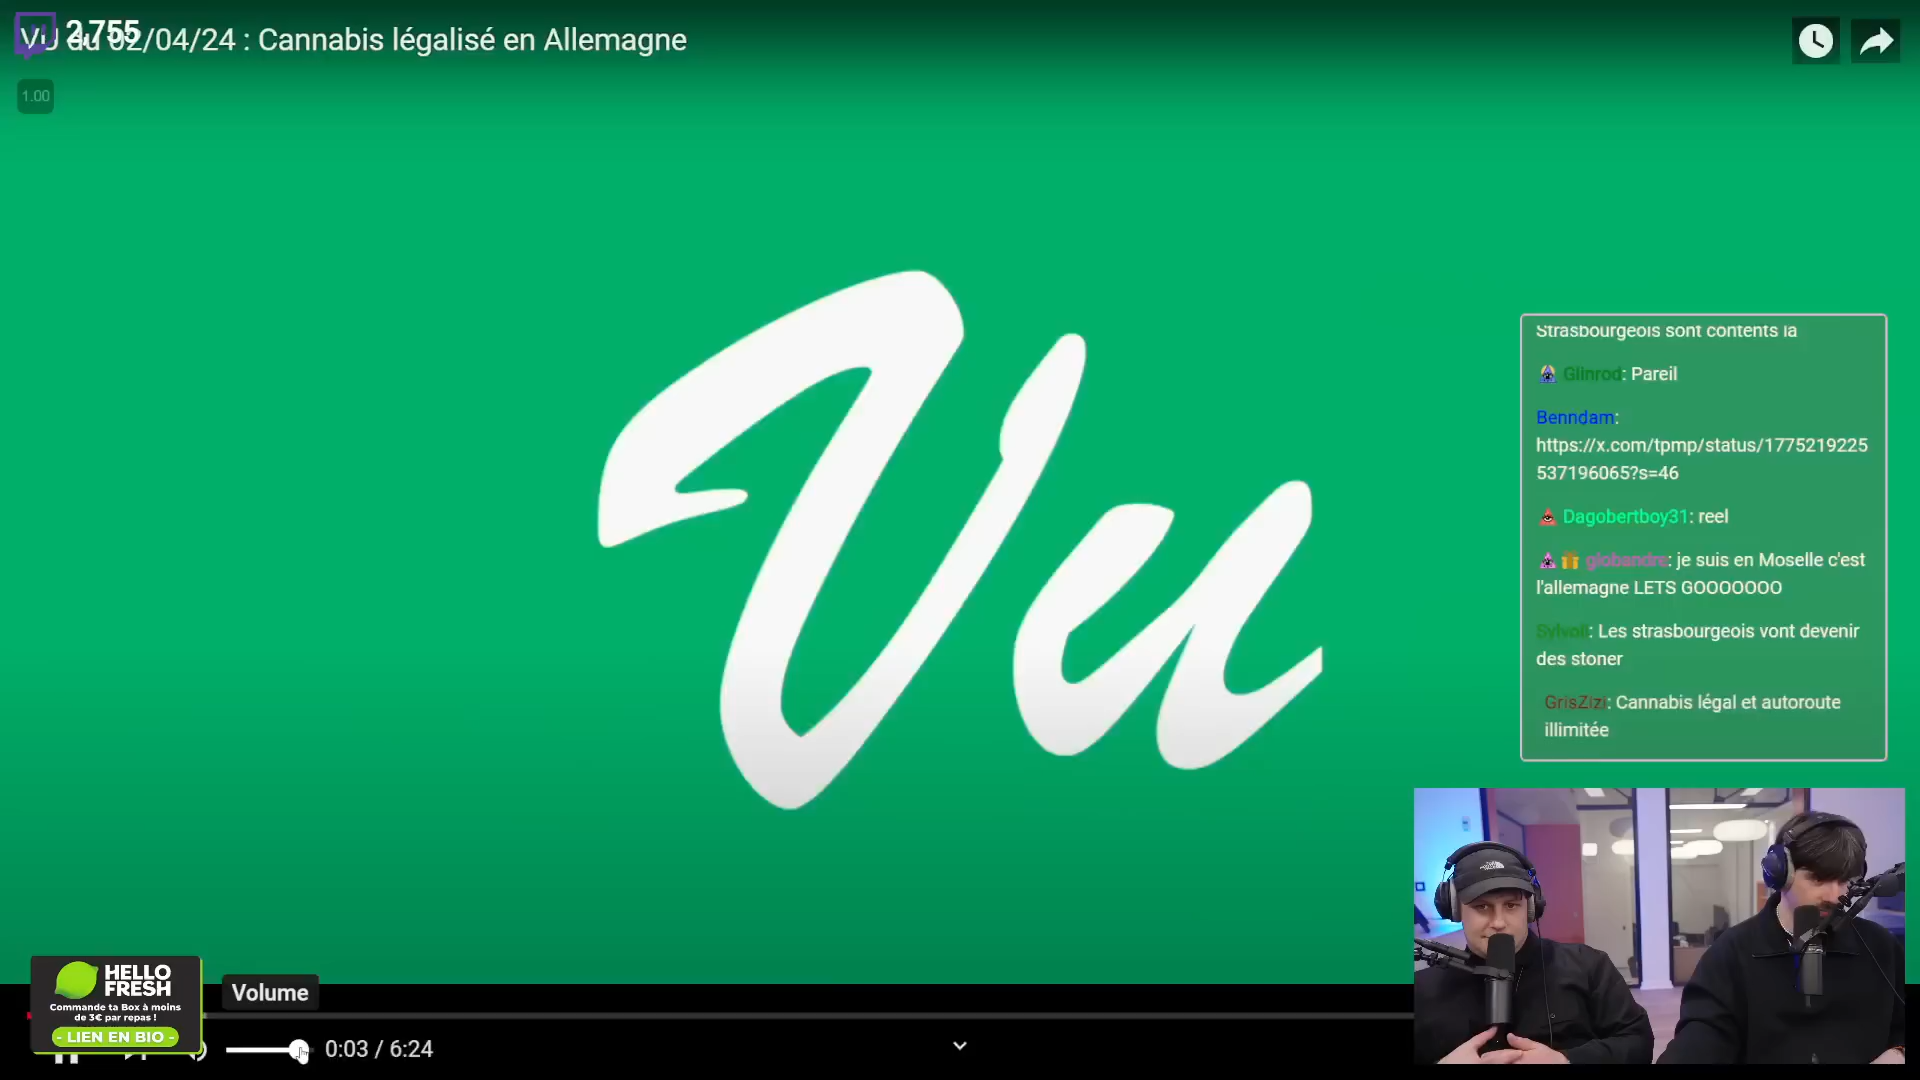 2,755
VU du 02/04/24 : Cannabis légalisé en Allemagne
1.00
Vu
Strasbourgeois sont contents là
Glinrod: Pareil
Benndam:
https://x.com/tpmp/status/1775219225
537196065?s=46
Dagobertboy31: reel
globandre: je suis en Moselle c'est
l'allemagne LETS GOOOOOOO
: Les strasbourgeois vont devenir
des stoner
GrisZizi: Cannabis légal et autoroute
illimitée
HELLO
FRESH
Commande ta Box à moins
de 3€ par repas !
- LIEN EN BIO -
Volume
0:03 / 6:24